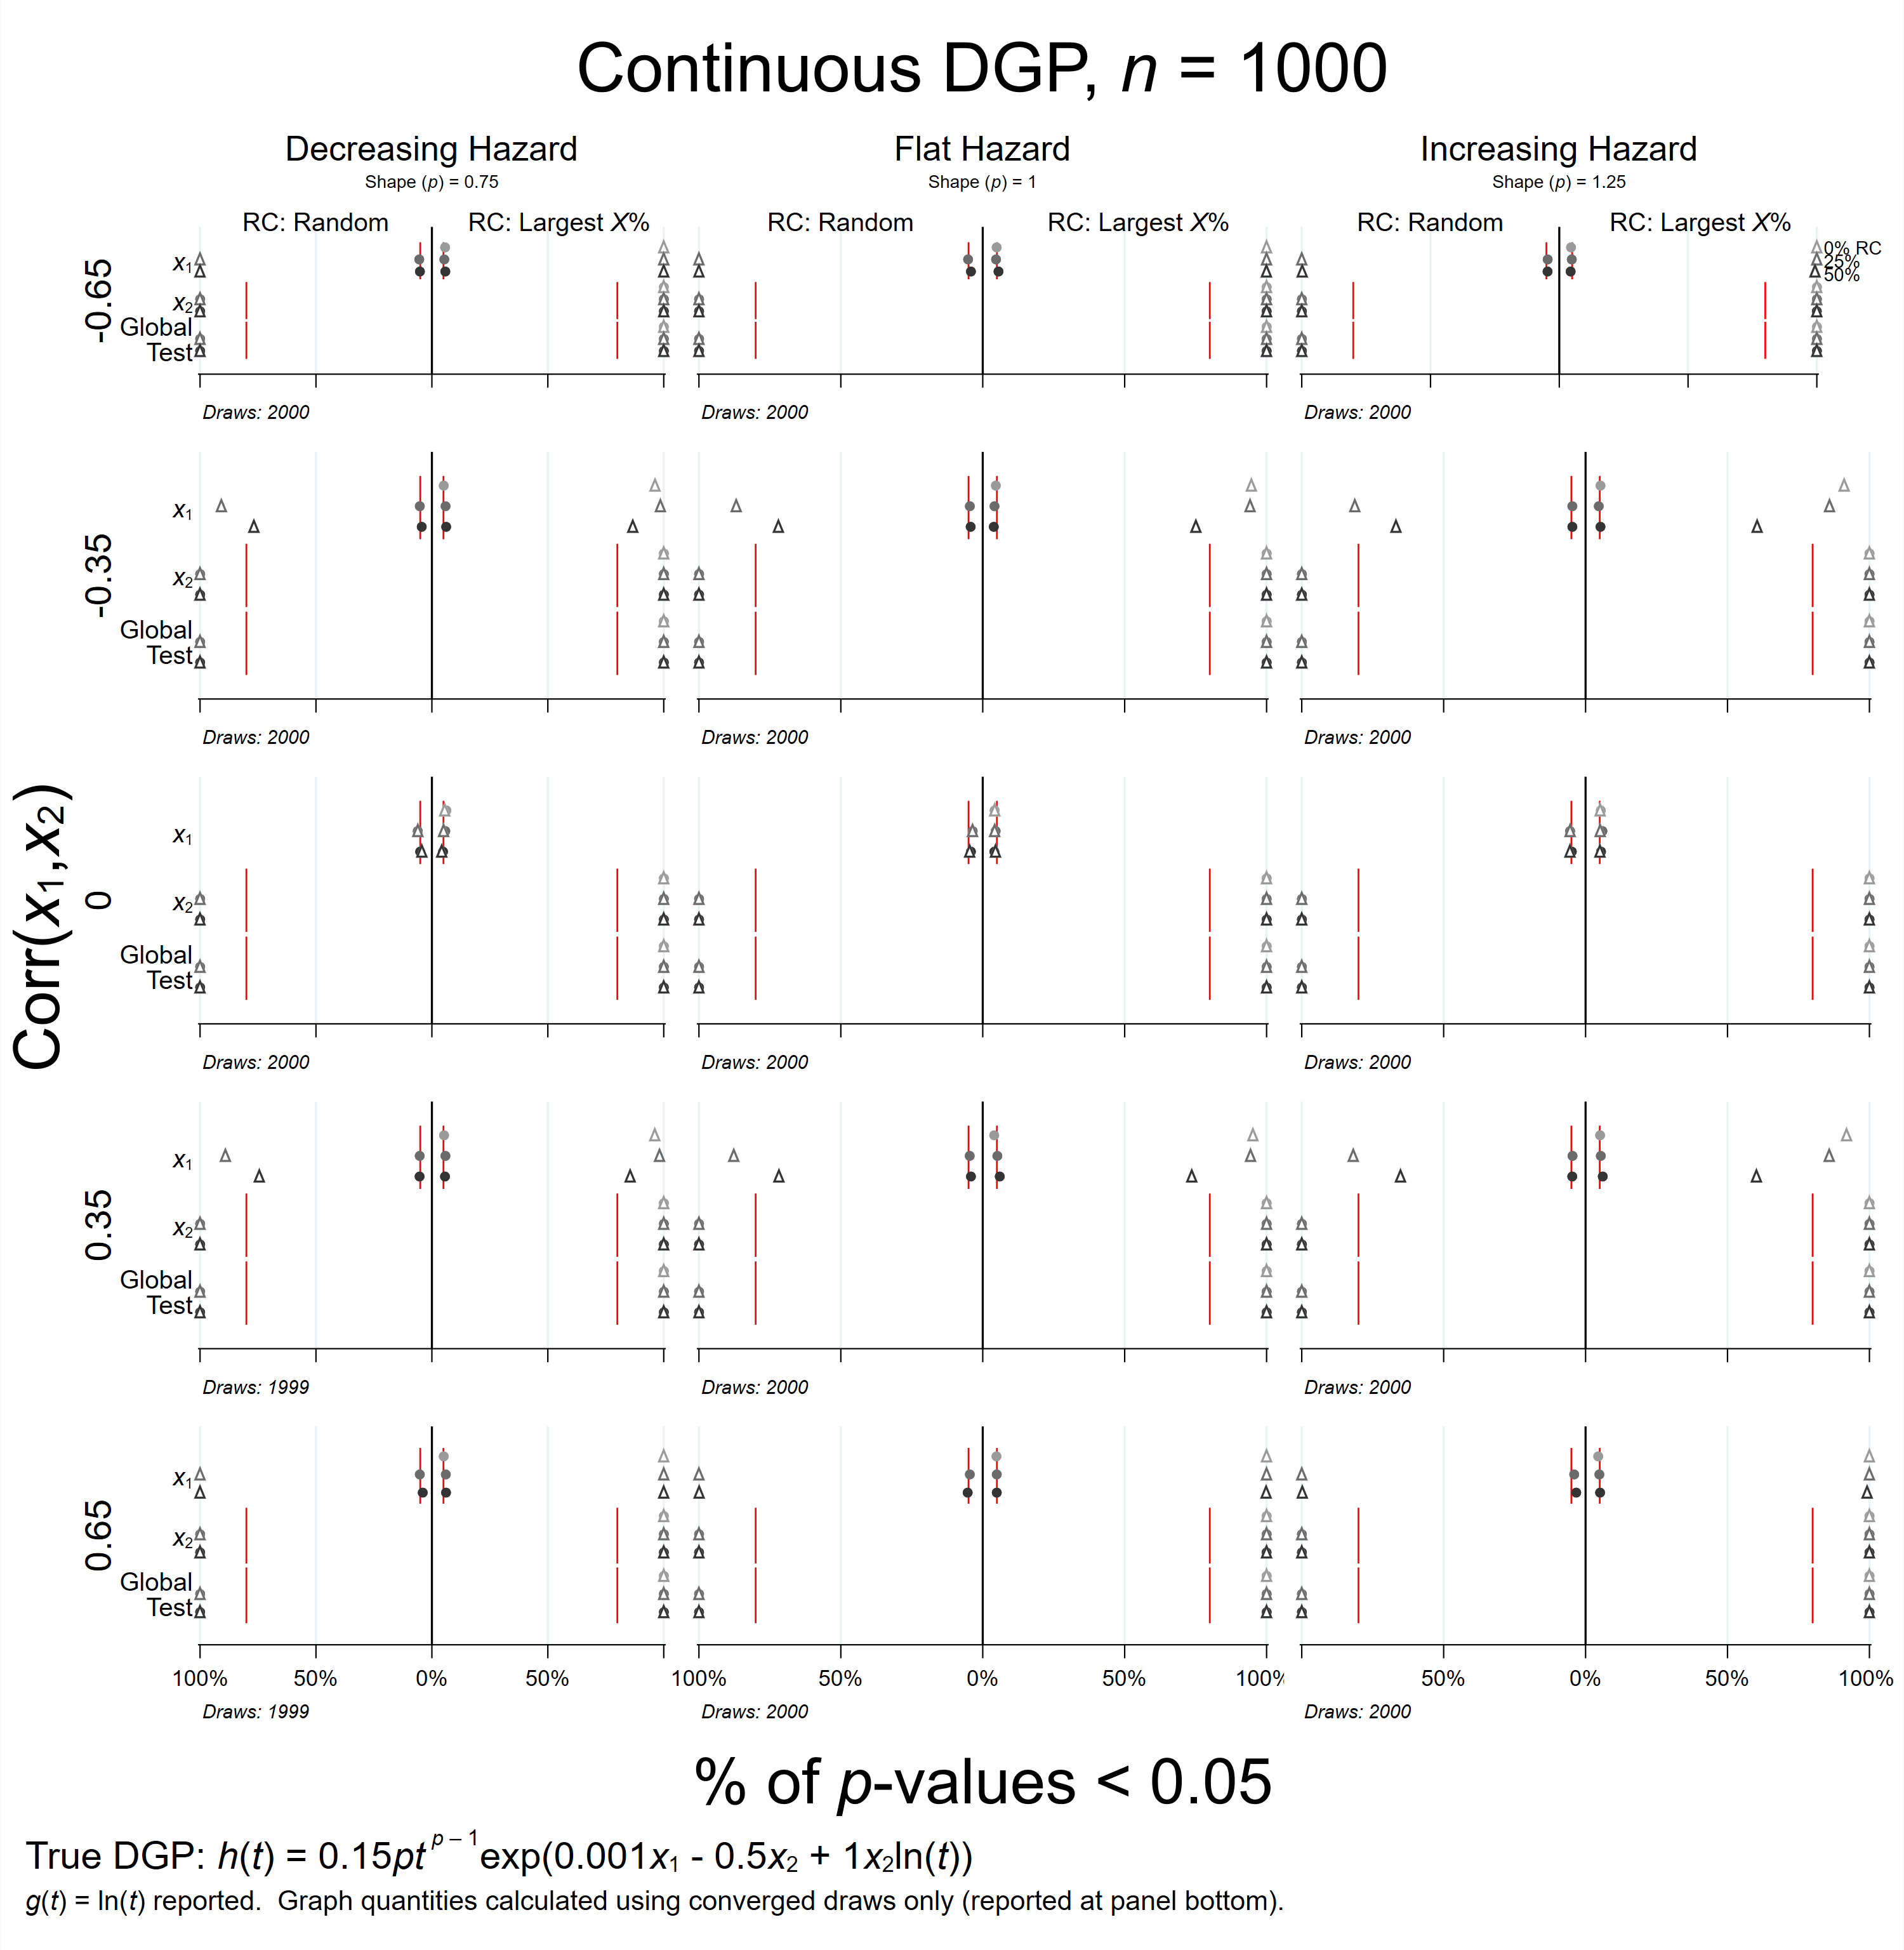 Continuous DGP, n = 1000
Decreasing Hazard Flat Hazard Increasing Hazard
Shape (p) = 0.75 Shape (p) = 1 Shape (p) = 1.25
RC: Random RC: Largest X% RC: Random RC: Largest X% RC: Random RC: Largest X%
Corr(x₁,x₂)
-0.65
x₁
x₂
Global
Test
0% RC
25%
50%
Draws: 2000 Draws: 2000 Draws: 2000
-0.35
x₁
x₂
Global
Test
Draws: 2000 Draws: 2000 Draws: 2000
0
x₁
x₂
Global
Test
Draws: 2000 Draws: 2000 Draws: 2000
0.35
x₁
x₂
Global
Test
Draws: 1999 Draws: 2000 Draws: 2000
0.65
x₁
x₂
Global
Test
100% 50% 0% 50% 100% 50% 0% 50% 100% 50% 0% 50% 100%
Draws: 1999 Draws: 2000 Draws: 2000
% of p-values < 0.05
True DGP: h(t) = 0.15pt^(p – 1) exp(0.001x₁ - 0.5x₂ + 1x₂ln(t))
g(t) = ln(t) reported. Graph quantities calculated using converged draws only (reported at panel bottom).